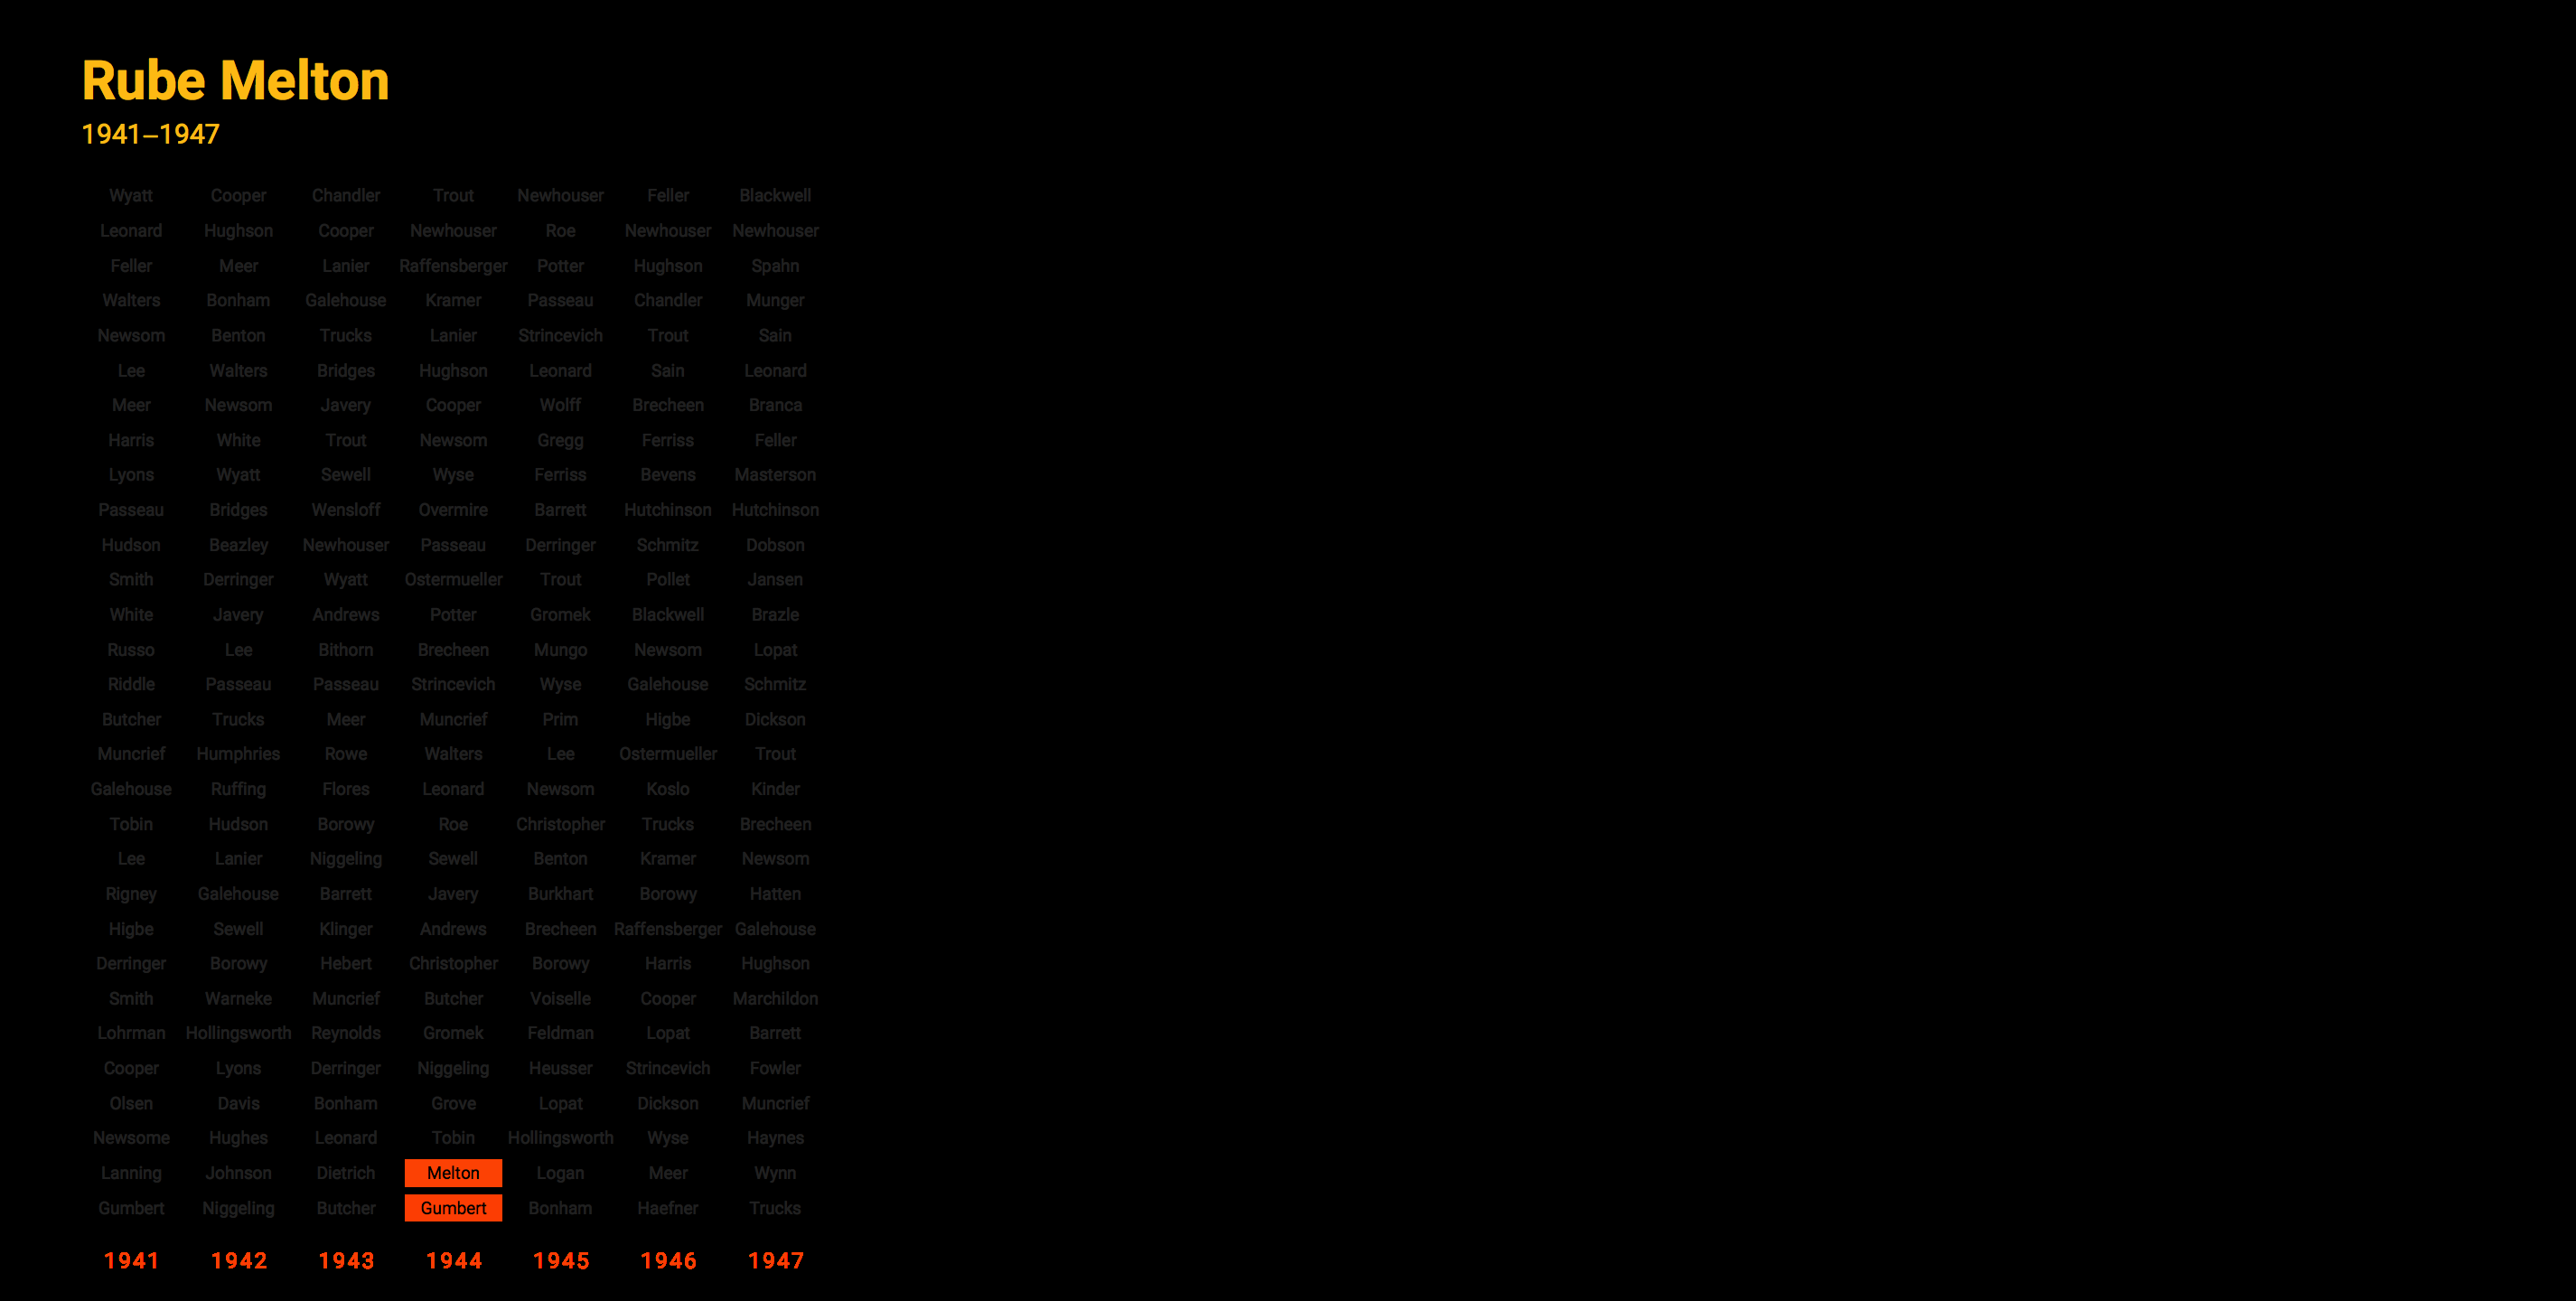 Rube Melton
1941–1947
Wyatt Cooper Chandler Trout Newhouser Feller Blackwell
Leonard Hughson Cooper Newhouser Roe Newhouser Newhouser
Feller Meer Lanier Raffensberger Potter Hughson Spahn
Walters Bonham Galehouse Kramer Passeau Chandler Munger
Newsom Benton Trucks Lanier Strincevich Trout Sain
Lee Walters Bridges Hughson Leonard Sain Leonard
Meer Newsom Javery Cooper Wolff Brecheen Branca
Harris White Trout Newsom Gregg Ferriss Feller
Lyons Wyatt Sewell Wyse Ferriss Bevens Masterson
Passeau Bridges Wensloff Overmire Barrett Hutchinson Hutchinson
Hudson Beazley Newhouser Passeau Derringer Schmitz Dobson
Smith Derringer Wyatt Ostermueller Trout Pollet Jansen
White Javery Andrews Potter Gromek Blackwell Brazle
Russo Lee Bithorn Brecheen Mungo Newsom Lopat
Riddle Passeau Passeau Strincevich Wyse Galehouse Schmitz
Butcher Trucks Meer Muncrief Prim Higbe Dickson
Muncrief Humphries Rowe Walters Lee Ostermueller Trout
Galehouse Ruffing Flores Leonard Newsom Koslo Kinder
Tobin Hudson Borowy Roe Christopher Trucks Brecheen
Lee Lanier Niggeling Sewell Benton Kramer Newsom
Rigney Galehouse Barrett Javery Burkhart Borowy Hatten
Higbe Sewell Klinger Andrews Brecheen Raffensberger Galehouse
Derringer Borowy Hebert Christopher Borowy Harris Hughson
Smith Warneke Muncrief Butcher Voiselle Cooper Marchildon
Lohrman Hollingsworth Reynolds Gromek Feldman Lopat Barrett
Cooper Lyons Derringer Niggeling Heusser Strincevich Fowler
Olsen Davis Bonham Grove Lopat Dickson Muncrief
Newsome Hughes Leonard Tobin Hollingsworth Wyse Haynes
Lanning Johnson Dietrich Melton Logan Meer Wynn
Gumbert Niggeling Butcher Gumbert Bonham Haefner Trucks
1941 1942 1943 1944 1945 1946 1947